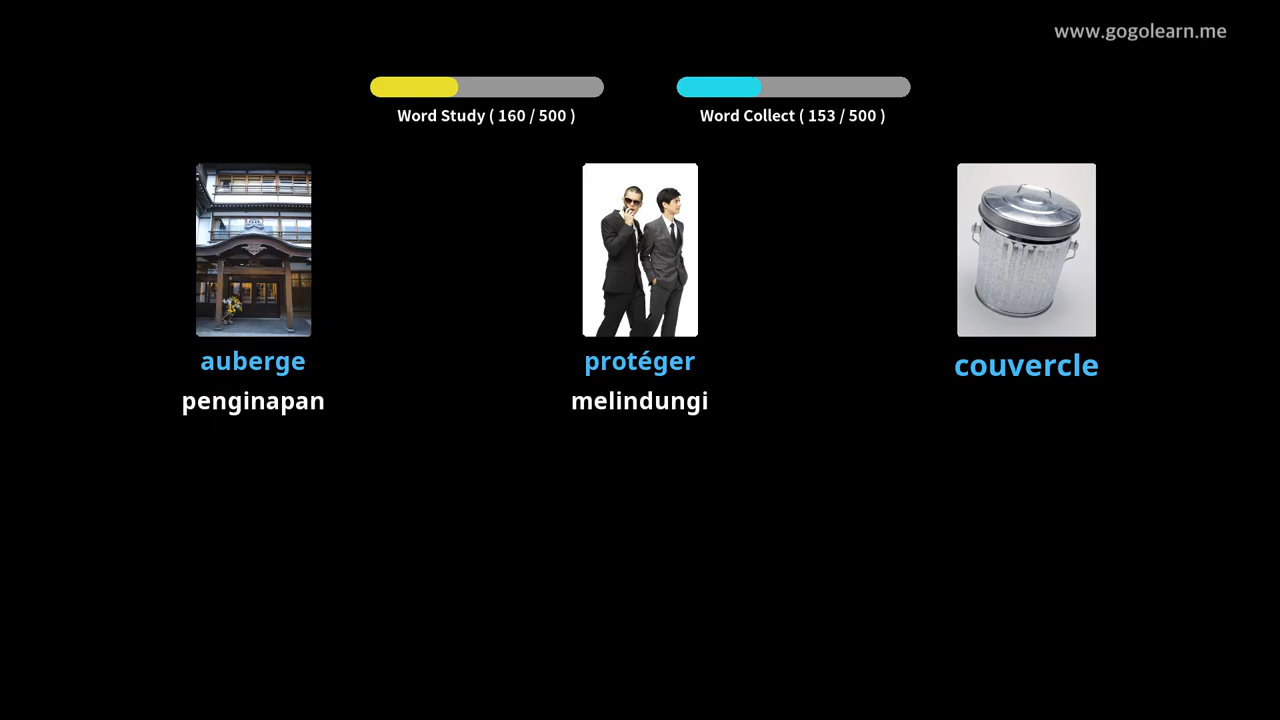 www.gogolearn.me
Word Study ( 160 / 500 )
Word Collect ( 153 / 500 )
auberge
protéger
couvercle
penginapan
melindungi